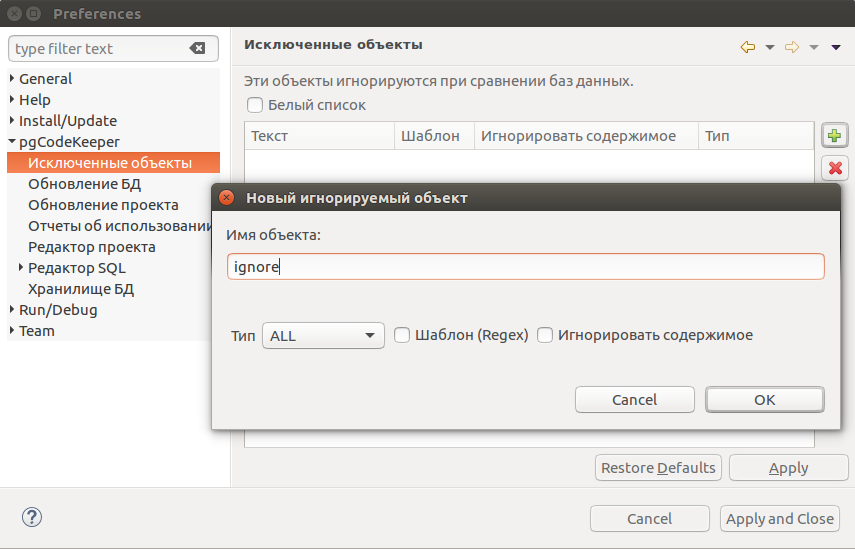 Preferences
type filter text
General
Help
Install/Update
pgCodeKeeper
Исключенные объекты
Обновление БД
Обновление проекта
Отчеты об использовании
Редактор проекта
Редактор SQL
Хранилище БД
Run/Debug
Team
Исключенные объекты
Эти объекты игнорируются при сравнении баз данных.
Белый список
Текст Шаблон Игнорировать содержимое Тип
Новый игнорируемый объект
Имя объекта:
ignore
Тип ALL Шаблон (Regex) Игнорировать содержимое
Cancel OK
Restore Defaults Apply
? Cancel Apply and Close